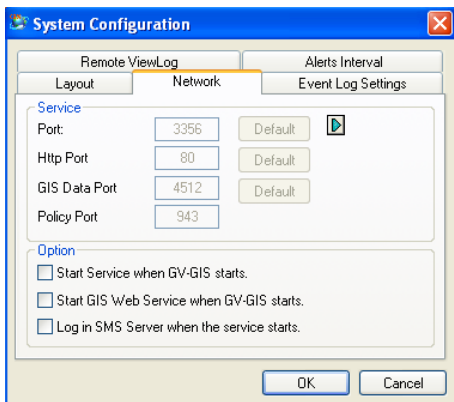 System Configuration
Remote ViewLog Alerts Interval
Layout Network Event Log Settings
Service
Port: 3356 Default
Http Port 80 Default
GIS Data Port 4512 Default
Policy Port 943
Option
Start Service when GV-GIS starts.
Start GIS Web Service when GV-GIS starts.
Log in SMS Server when the service starts.
OK Cancel